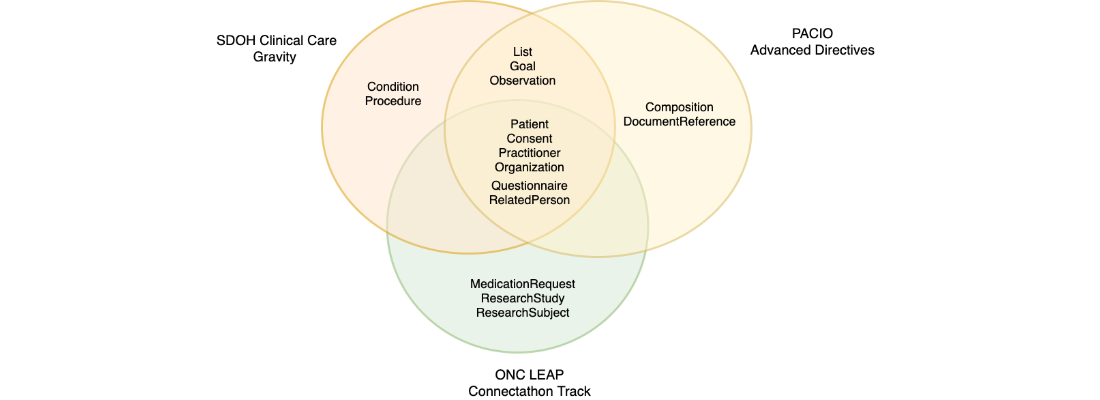 SDOH Clinical Care
Gravity
PACIO
Advanced Directives
List
Goal
Observation
Condition
Procedure
Composition
DocumentReference
Patient
Consent
Practitioner
Organization
Questionnaire
RelatedPerson
MedicationRequest
ResearchStudy
ResearchSubject
ONC LEAP
Connectathon Track